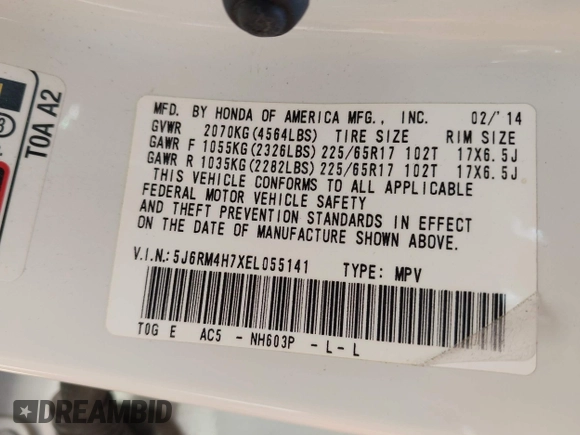 MFD. BY HONDA OF AMERICA MFG., INC. 02/'14
GVWR 2070KG(4564LBS) TIRE SIZE RIM SIZE
GAWR F 1055KG(2326LBS) 225/65R17 102T 17X6.5J
GAWR R 1035KG(2282LBS) 225/65R17 102T 17X6.5J
THIS VEHICLE CONFORMS TO ALL APPLICABLE
FEDERAL MOTOR VEHICLE SAFETY
AND THEFT PREVENTION STANDARDS IN EFFECT
ON THE DATE OF MANUFACTURE SHOWN ABOVE.
V.I.N.:5J6RM4H7XEL055141 TYPE: MPV
T0G E AC5 - NH603P - L- L
T0A A2
DREAMBID